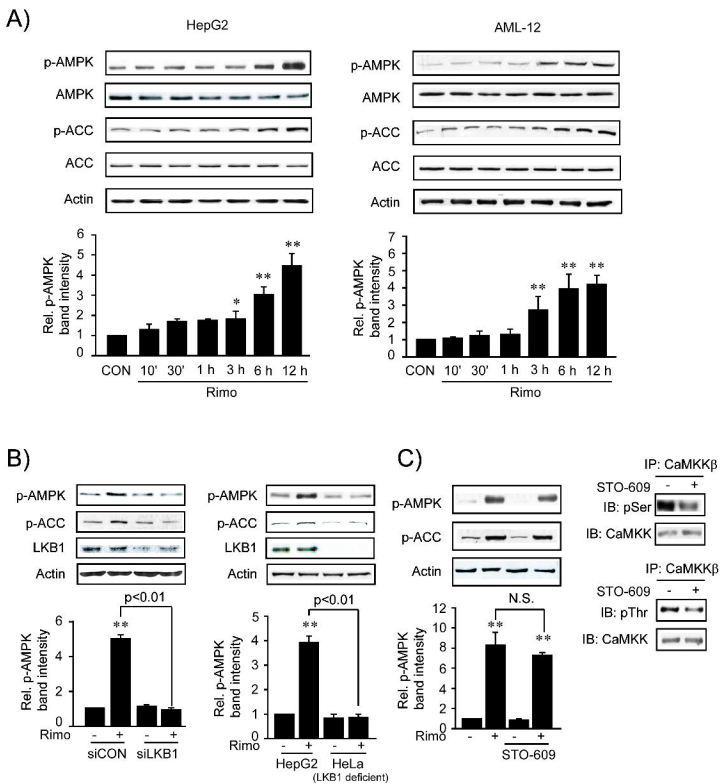 A)
HepG2
p-AMPK
AMPK
p-ACC
ACC
Actin
Rel. p-AMPK
band intensity
6
5
4
3
2
1
0
*
**
**
CON 10' 30' 1 h 3 h 6 h 12 h
Rimo
AML-12
p-AMPK
AMPK
p-ACC
ACC
Actin
Rel. p-AMPK
band intensity
7
6
5
4
3
2
1
0
**
**
**
CON 10' 30' 1 h 3 h 6 h 12 h
Rimo
B)
p-AMPK
p-ACC
LKB1
Actin
p<0.01
**
Rel. p-AMPK
band intensity
6
4
2
0
Rimo - + - +
siCON siLKB1
p-AMPK
p-ACC
LKB1
Actin
p<0.01
**
Rel. p-AMPK
band intensity
5
4
3
2
1
0
Rimo - + - +
HepG2 HeLa
(LKB1 deficient)
C)
p-AMPK
p-ACC
Actin
N.S.
** **
Rel. p-AMPK
band intensity
12
10
8
6
4
2
0
Rimo - + - +
STO-609
IP: CaMKKβ
STO-609 - +
IB: pSer
IB: CaMKK
IP: CaMKKβ
STO-609 - +
IB: pThr
IB: CaMKK